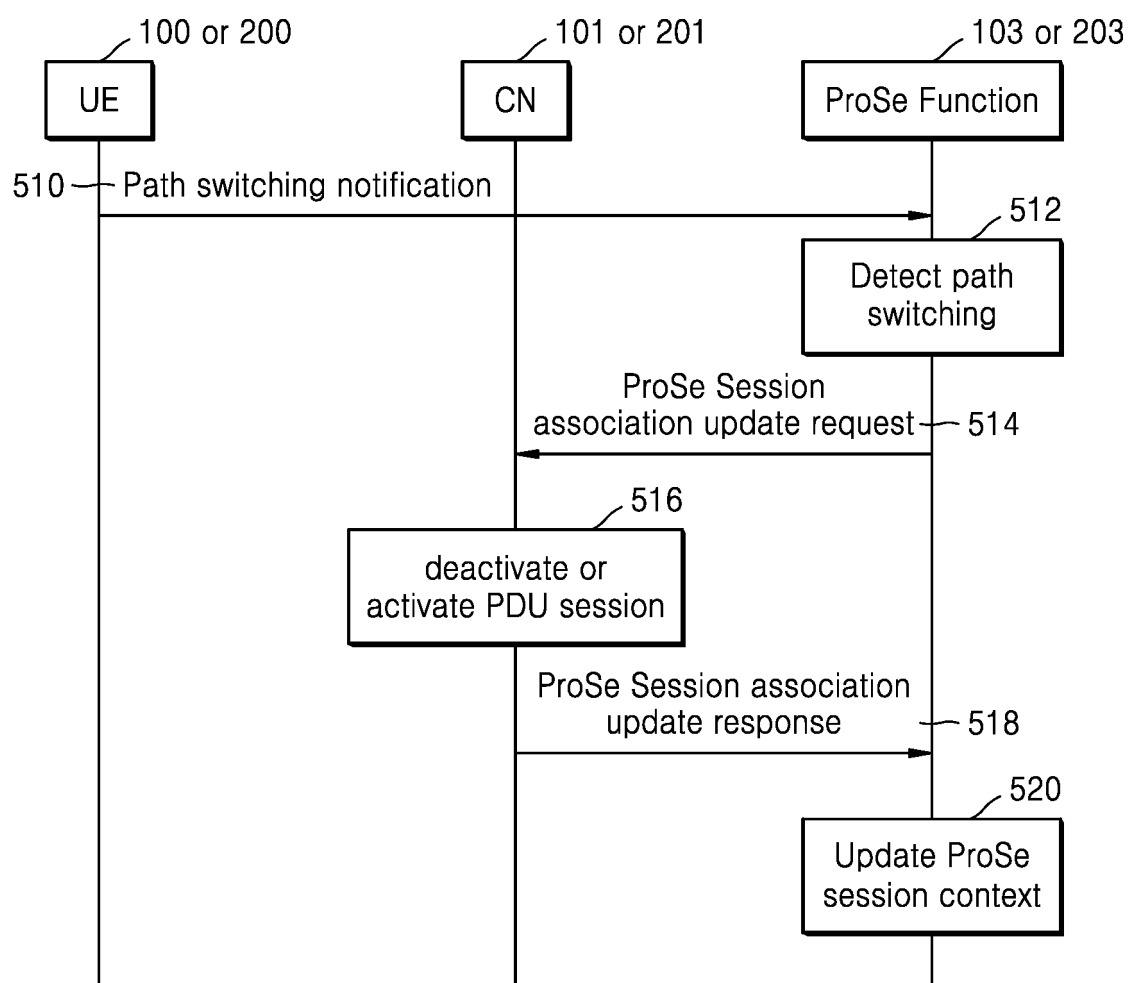 100 or 200
101 or 201
103 or 203
UE
CN
ProSe Function
510
Path switching notification
512
Detect path
switching
ProSe Session
association update request
514
516
deactivate or
activate PDU session
ProSe Session association
update response
518
520
Update ProSe
session context